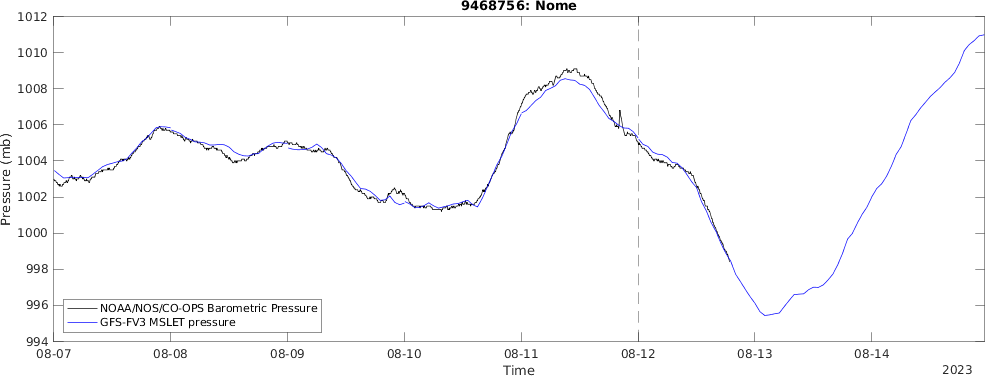 9468756: Nome
1012
1010
1008
1006
1004
1002
1000
998
996
994
Pressure (mb)
NOAA/NOS/CO-OPS Barometric Pressure
GFS-FV3 MSLET pressure
08-07 08-08 08-09 08-10 08-11 08-12 08-13 08-14
Time
2023